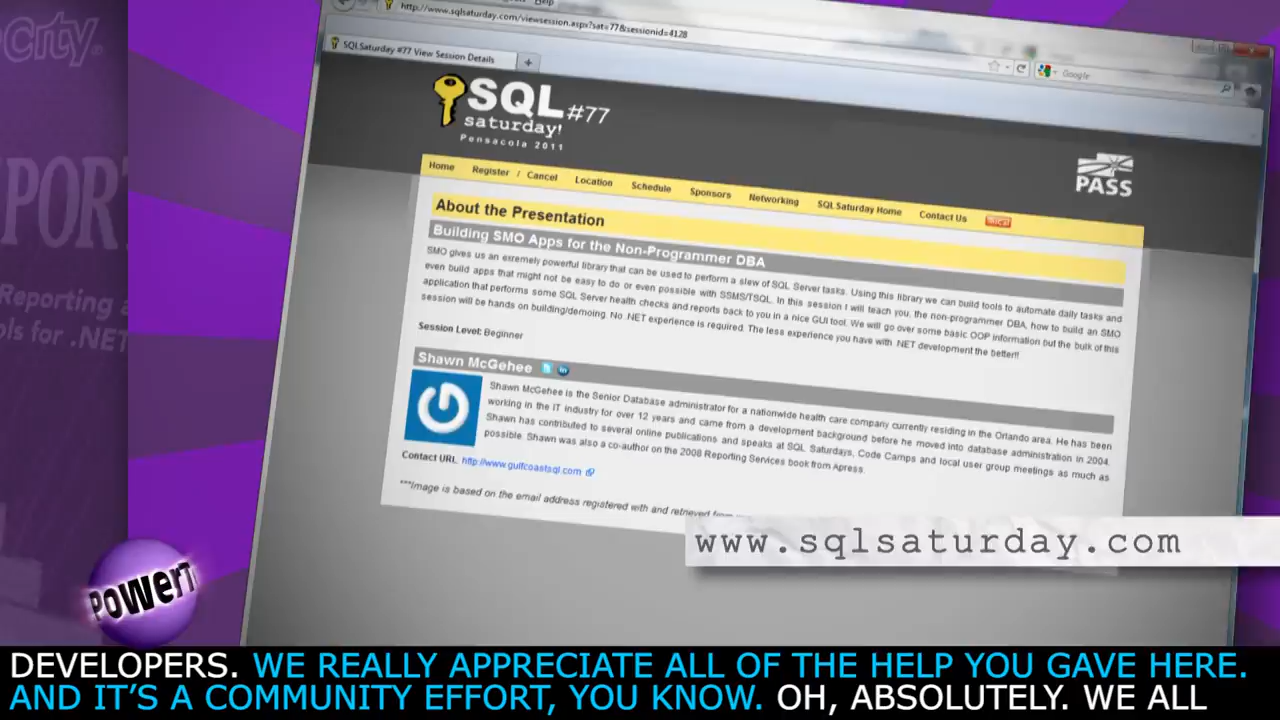 City
http://www.sqlsaturday.com/viewsession.aspx?sat=77&sessionid=4128
Help
SQLSaturday #77 View Session Details
Google
SQL #77
saturday!
Pensacola 2011
PASS
Home Register / Cancel Location Schedule Sponsors Networking SQLSaturday Home Contact Us
About the Presentation
Building SMO Apps for the Non-Programmer DBA
SMO gives us an exremely powerful library that can be used to perform a slew of SQL Server tasks. Using this library we can build tools to automate daily tasks and
even build apps that might not be easy to do or even possible with SSMS/TSQL. In this session I will teach you, the non-programmer DBA, how to build an SMO
application that performs some SQL Server health checks and reports back to you in a nice GUI tool. We will go over some basic OOP information but the bulk of this
session will be hands on building/demoing. No .NET experience is required. The less experience you have with .NET development the better!!
Session Level: Beginner
Shawn McGehee
Shawn McGehee is the Senior Database administrator for a nationwide health care company currently residing in the Orlando area. He has been
working in the IT industry for over 12 years and came from a development background before he moved into database administration in 2004.
Shawn has contributed to several online publications and speaks at SQL Saturdays, Code Camps and local user group meetings as much as
possible. Shawn was also a co-author on the 2008 Reporting Services book from Apress.
Contact URL: http://www.gulfcoastsql.com
***Image is based on the email address registered with and retrieved from
www.sqlsaturday.com
Reporting
for .NET
PowerT
DEVELOPERS. WE REALLY APPRECIATE ALL OF THE HELP YOU GAVE HERE.
AND IT'S A COMMUNITY EFFORT, YOU KNOW. OH, ABSOLUTELY. WE ALL